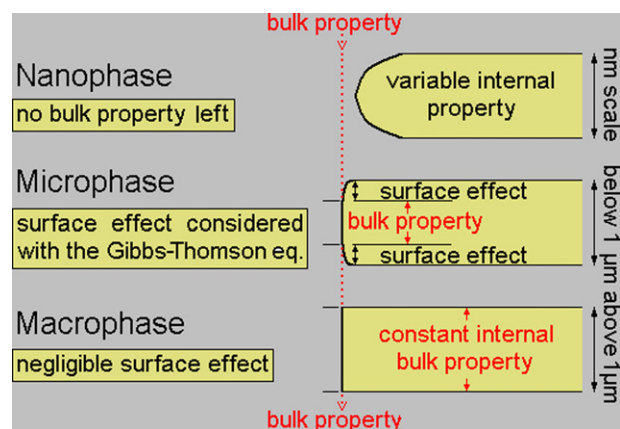 bulk property
Nanophase
no bulk property left
variable internal
property
nm scale
Microphase
surface effect considered
with the Gibbs-Thomson eq.
surface effect
bulk property
surface effect
below 1 µm
Macrophase
negligible surface effect
constant internal
bulk property
above 1µm
bulk property